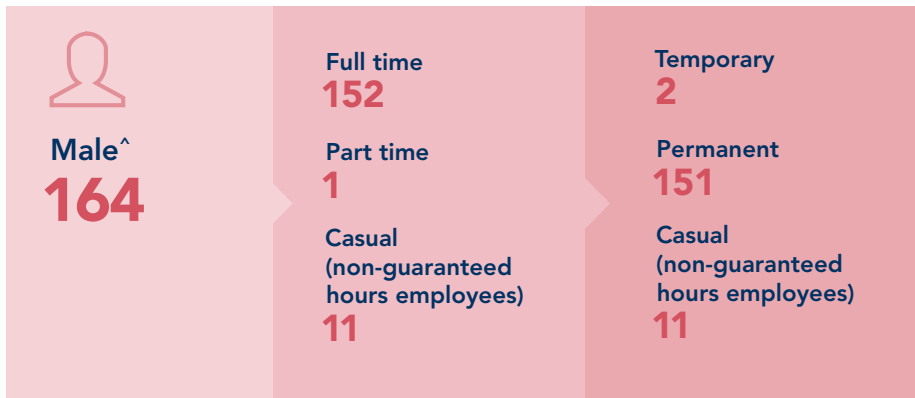 Male^
164
Full time
152
Part time
1
Casual
(non-guaranteed
hours employees)
11
Temporary
2
Permanent
151
Casual
(non-guaranteed
hours employees)
11